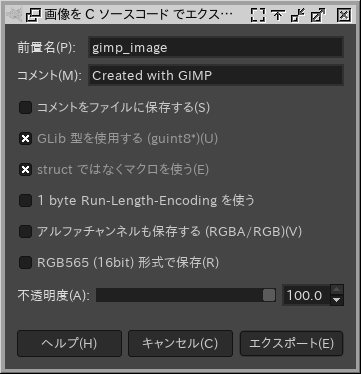 画像を C ソースコード でエクス…
前置名(P): gimp_image
コメント(M): Created with GIMP
コメントをファイルに保存する(S)
GLib 型を使用する (guint8*)(U)
struct ではなくマクロを使う(E)
1 byte Run-Length-Encoding を使う
アルファチャンネルも保存する (RGBA/RGB)(V)
RGB565 (16bit) 形式で保存(R)
不透明度(A): 100.0
ヘルプ(H) キャンセル(C) エクスポート(E)